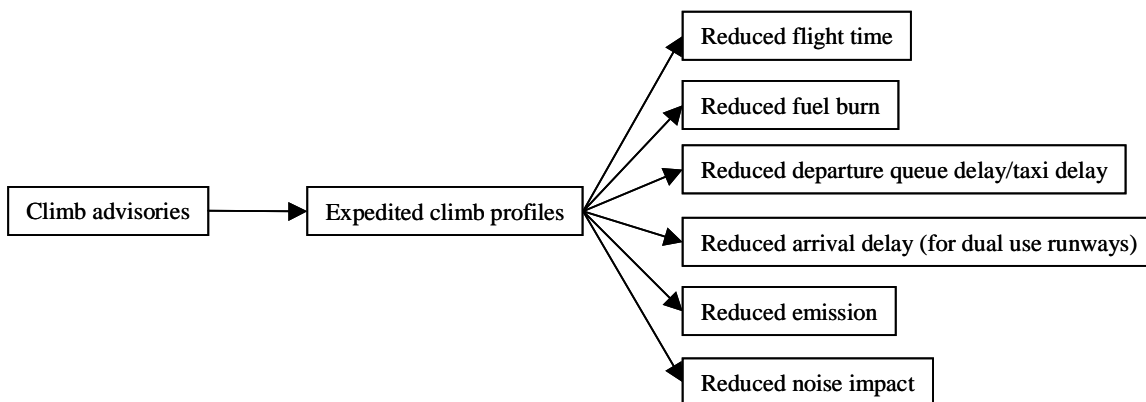 Reduced flight time
Reduced fuel burn
Reduced departure queue delay/taxi delay
Climb advisories
Expedited climb profiles
Reduced arrival delay (for dual use runways)
Reduced emission
Reduced noise impact